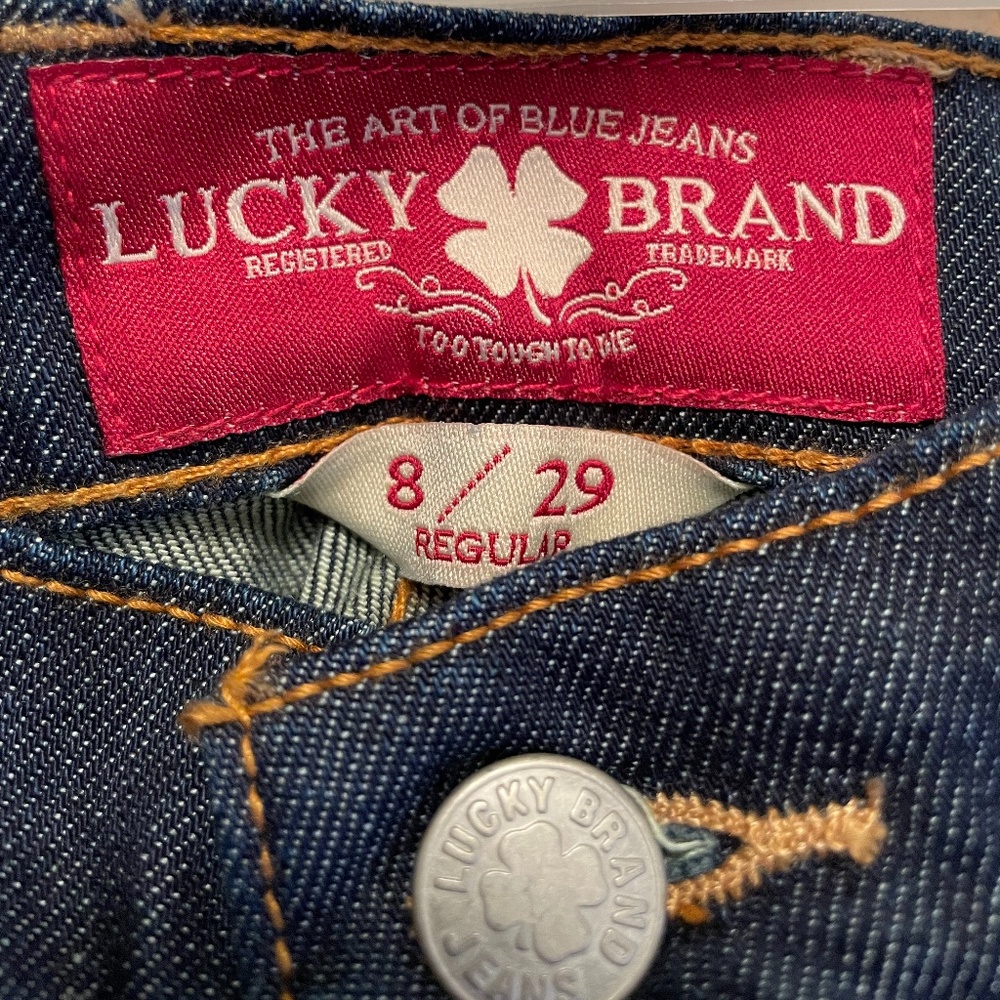 THE ART OF BLUE JEANS
LUCKY BRAND
REGISTERED TRADEMARK
TOO TOUGH TO DIE
8/29
REGULAR
LUCKY BRAND
JEANS